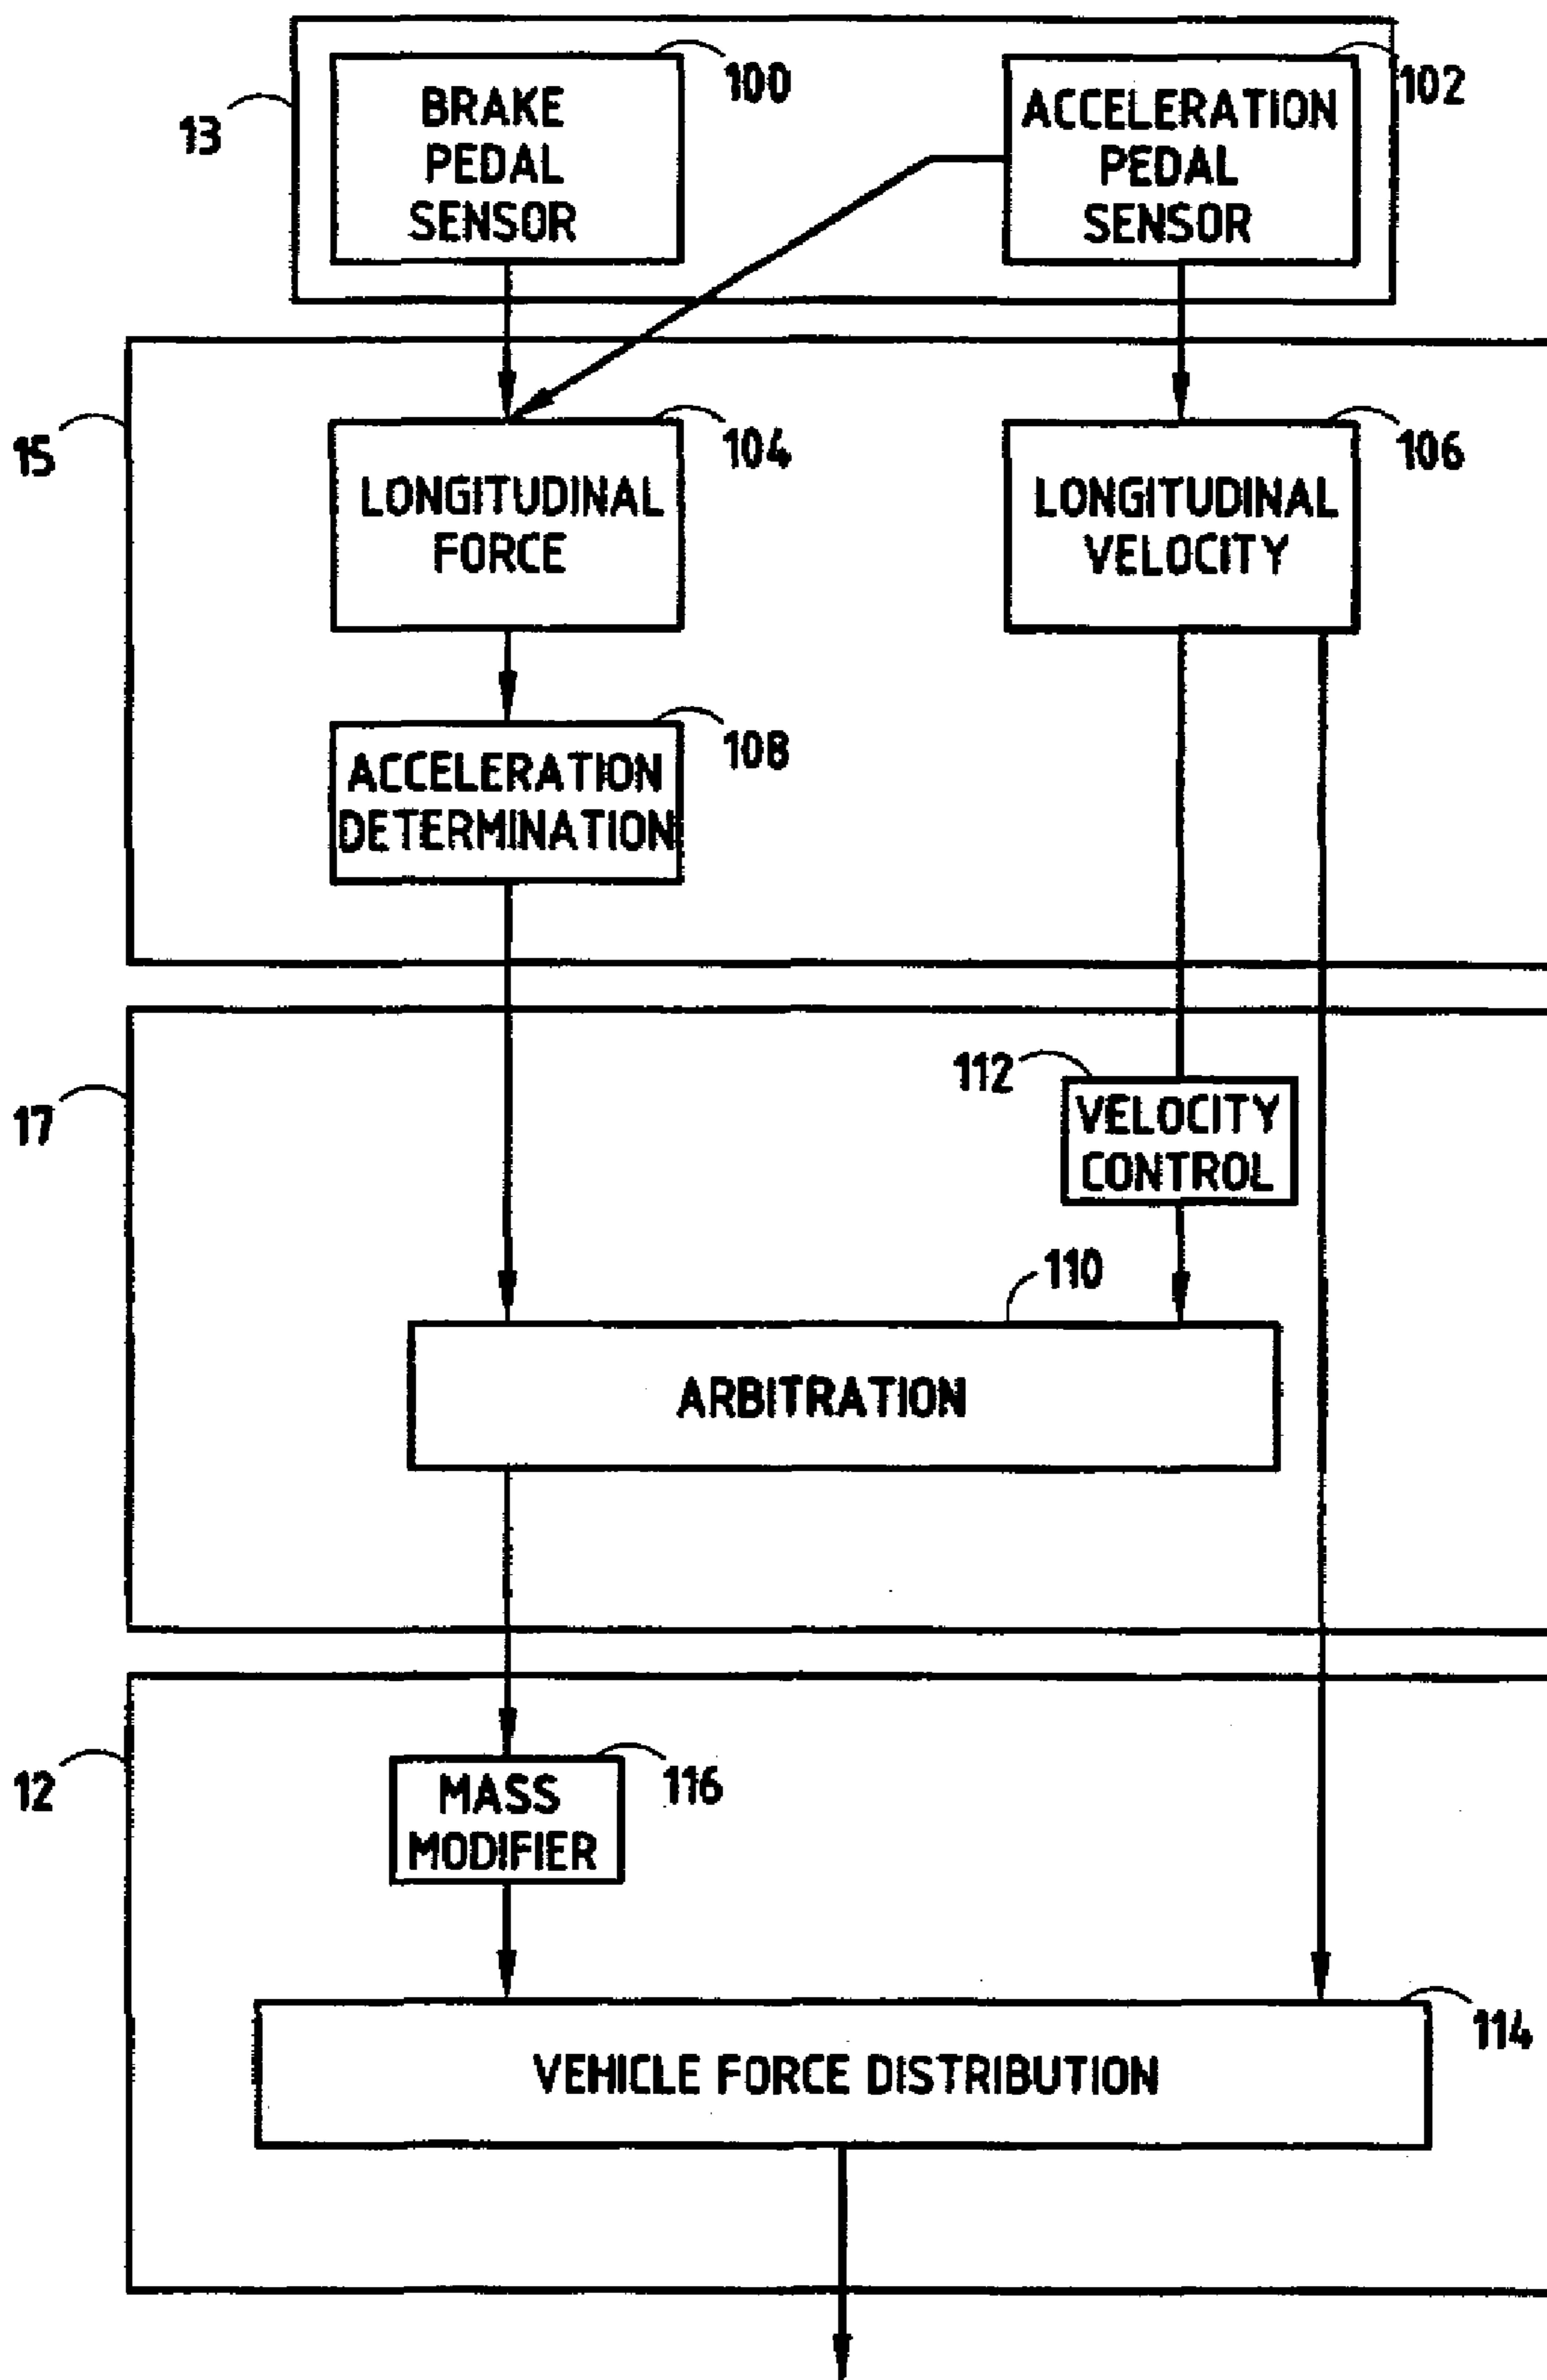 100
BRAKE
PEDAL
SENSOR
102
ACCELERATION
PEDAL
SENSOR
13
15
104
LONGITUDINAL
FORCE
106
LONGITUDINAL
VELOCITY
108
ACCELERATION
DETERMINATION
17
112
VELOCITY
CONTROL
110
ARBITRATION
12
116
MASS
MODIFIER
114
VEHICLE FORCE DISTRIBUTION